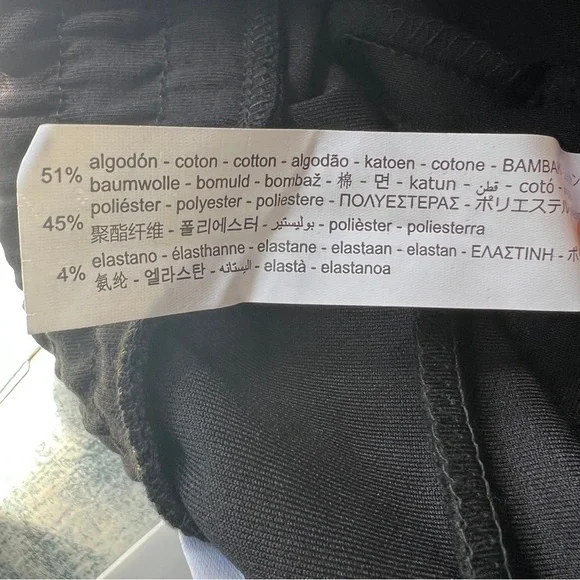 51% algodón - coton - cotton - algodão - katoen - cotone -
baumwolle - bomuld - bombaž - 棉 - 면 - katun - قطن - cotó -
poliéster - polyester - poliestere - ΠΟΛΥΕΣΤΕΡΑΣ - ポリエステル
45% 聚酯纤维 - 폴리에스터 - بوليستير - polièster - poliesterra
4% elastano - élasthanne - elastane - elastaan - elastan - ΕΛΑΣΤΙΝΗ -
氨纶 - 엘라스탄 - اليستانه - elastà - elastanoa